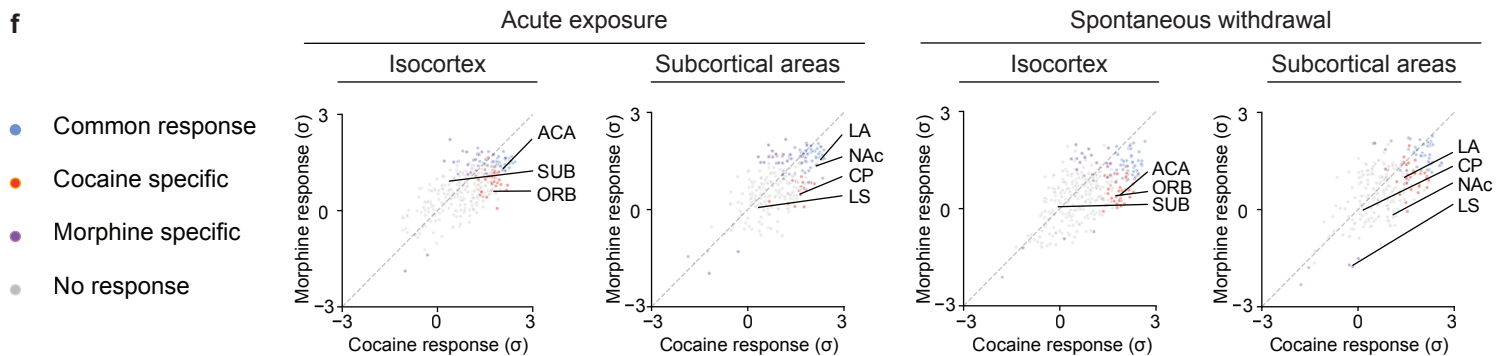 f
Acute exposure
Spontaneous withdrawal
Isocortex
Subcortical areas
Isocortex
Subcortical areas
Common response
Cocaine specific
Morphine specific
No response
Morphine response (σ)
3
0
−3
−3
0
3
Cocaine response (σ)
ACA
SUB
ORB
Morphine response (σ)
3
0
−3
−3
0
3
Cocaine response (σ)
LA
NAc
CP
LS
Morphine response (σ)
3
0
−3
−3
0
3
Cocaine response (σ)
ACA
ORB
SUB
Morphine response (σ)
3
0
−3
−3
0
3
Cocaine response (σ)
LA
CP
NAc
LS